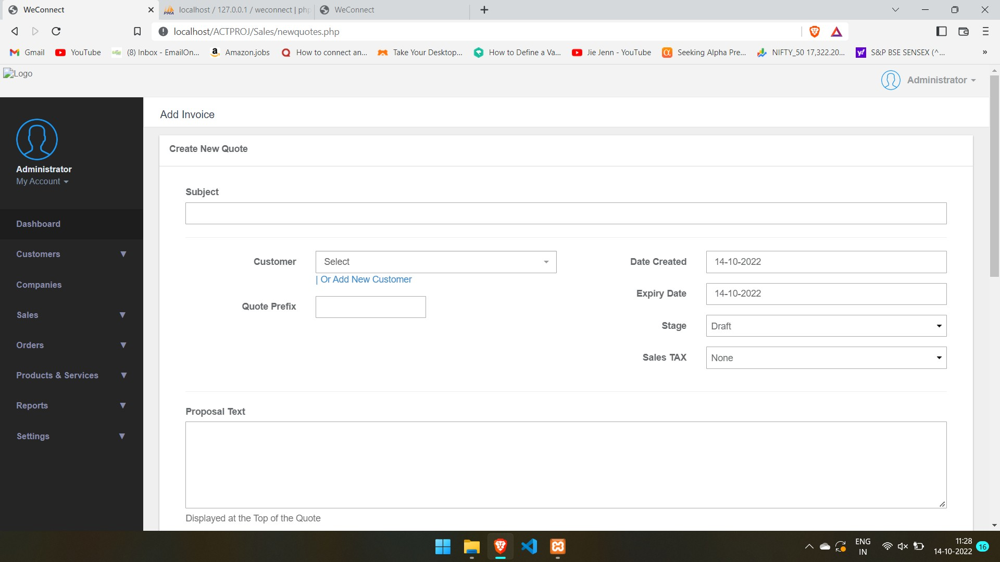 WeConnect
localhost / 127.0.0.1 / weconnect | php
WeConnect
localhost/ACTPROJ/Sales/newquotes.php
Gmail
YouTube
(8) Inbox - EmailOn...
Amazon.jobs
How to connect an...
Take Your Desktop...
How to Define a Va...
Jie Jenn - YouTube
Seeking Alpha Pre...
NIFTY_50 17,322.20...
S&P BSE SENSEX (^...
»
Logo
Administrator
Administrator
My Account
Dashboard
Customers
Companies
Sales
Orders
Products & Services
Reports
Settings
Add Invoice
Create New Quote
Subject
Customer
Select
| Or Add New Customer
Quote Prefix
Date Created
14-10-2022
Expiry Date
14-10-2022
Stage
Draft
Sales TAX
None
Proposal Text
Displayed at the Top of the Quote
ENG
IN
11:28
14-10-2022
16